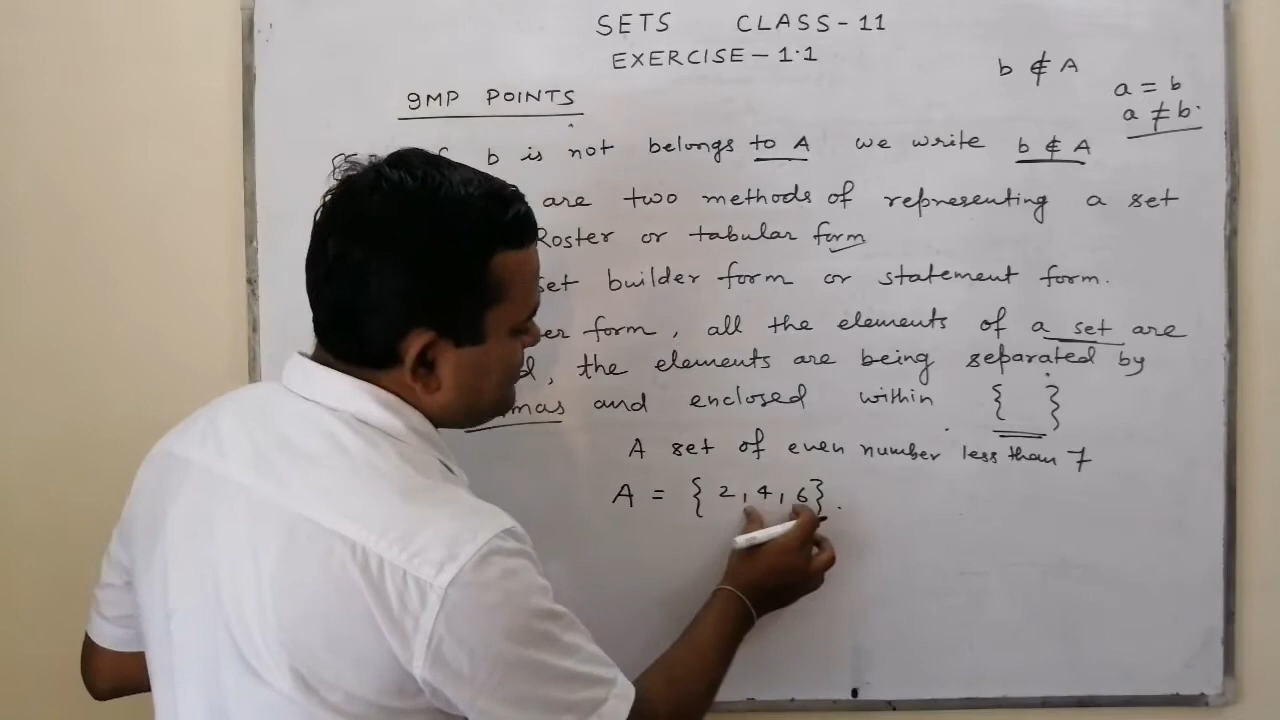 SETS CLASS-11
EXERCISE-1.1
b ∉ A
a = b
a ≠ b.
IMP POINTS
b is not belongs to A we write b ∉ A
are two methods of representing a set
Roster or tabular form
set builder form or statement form.
form, all the elements of a set are
, the elements are being separated by
and enclosed within { }
A set of even number less than 7
A = { 2, 4, 6}.